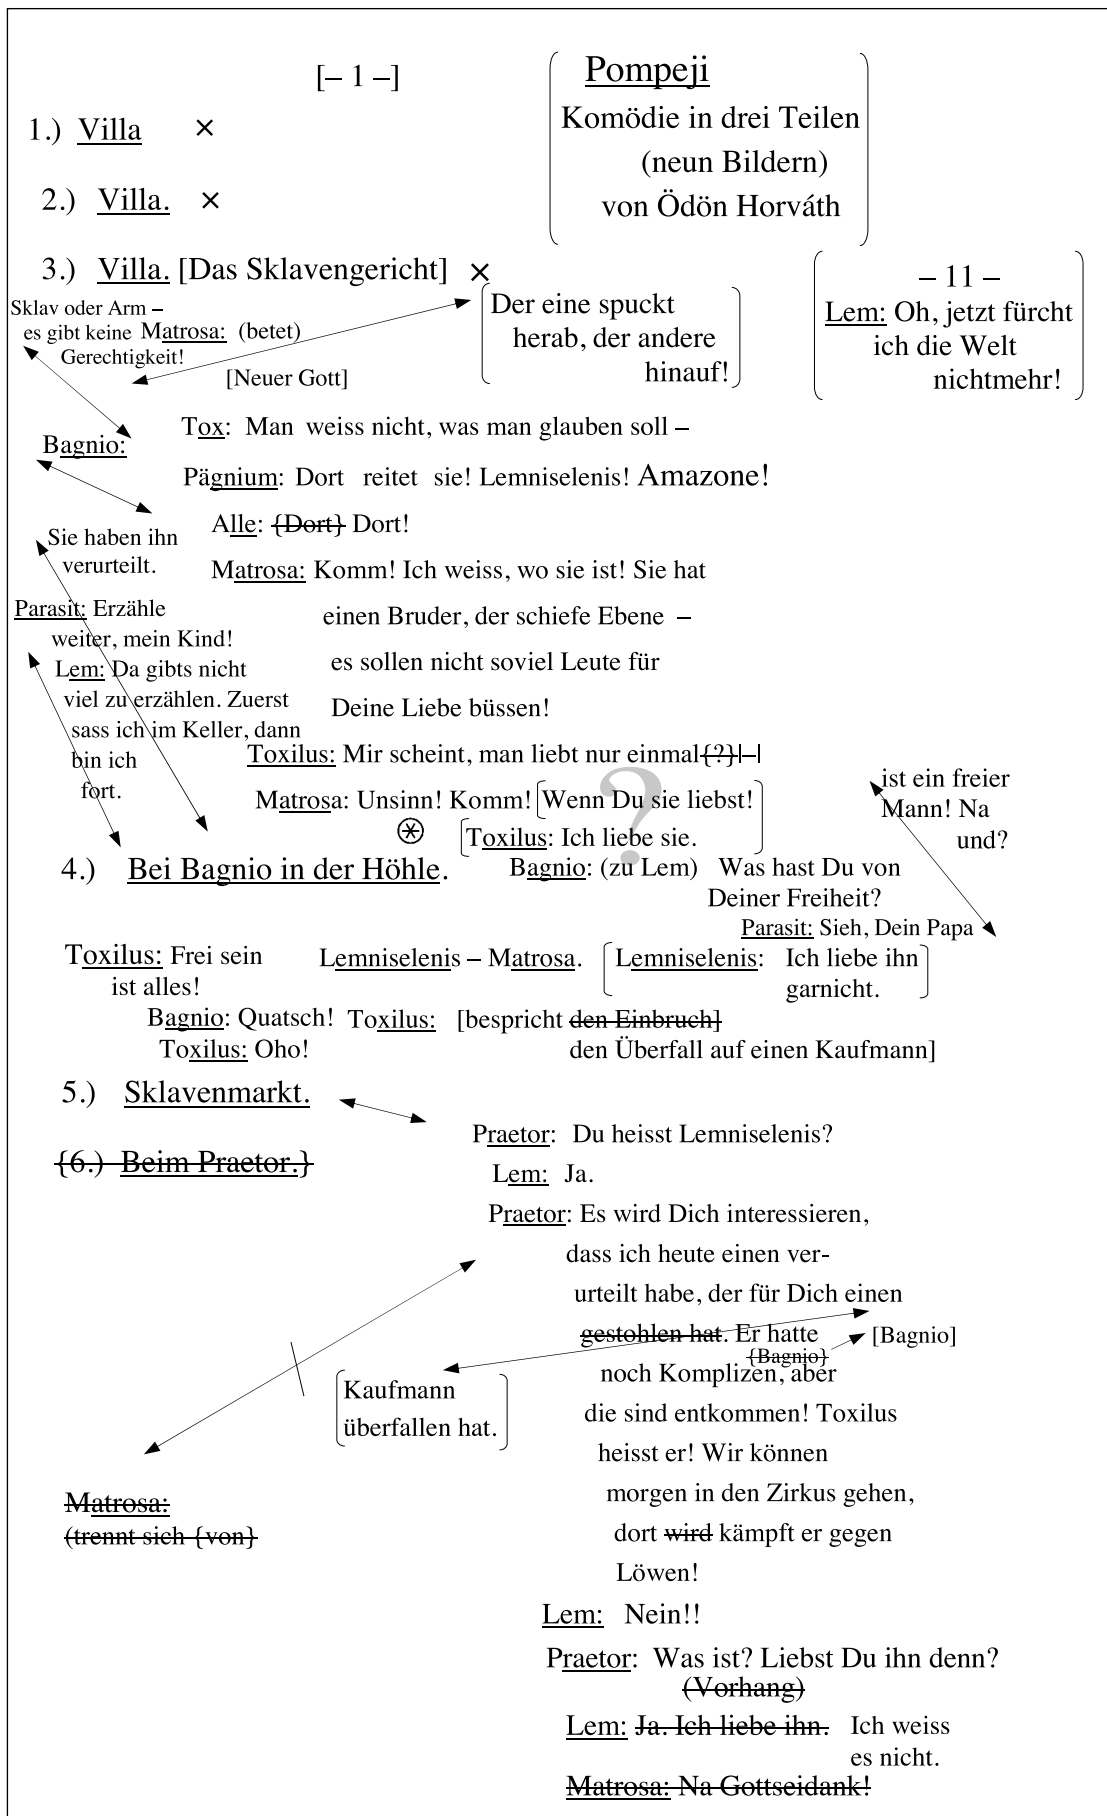 [– 1 –]
Pompeji
Komödie in drei Teilen
(neun Bildern)
von Ödön Horváth
1.) Villa ×
2.) Villa. ×
3.) Villa. [Das Sklavengericht] ×
– 11 –
Lem: Oh, jetzt fürcht
ich die Welt
nichtmehr!
Der eine spuckt
herab, der andere
hinauf!
Sklav oder Arm –
es gibt keine
Gerechtigkeit!
Matrosa: (betet)
[Neuer Gott]
Tox: Man weiss nicht, was man glauben soll –
Bagnio:
Pägnium: Dort reitet sie! Lemniselenis! Amazone!
Alle: {Dort} Dort!
Sie haben ihn
verurteilt.
Matrosa: Komm! Ich weiss, wo sie ist! Sie hat
einen Bruder, der schiefe Ebene –
es sollen nicht soviel Leute für
Deine Liebe büssen!
Parasit: Erzähle
weiter, mein Kind!
Lem: Da gibts nicht
viel zu erzählen. Zuerst
sass ich im Keller, dann
bin ich
fort.
Toxilus: Mir scheint, man liebt nur einmal{?}|–|
?
Matrosa: Unsinn! Komm! [Wenn Du sie liebst!
Toxilus: Ich liebe sie.]
ist ein freier
Mann! Na
und?
4.) Bei Bagnio in der Höhle.
Bagnio: (zu Lem) Was hast Du von
Deiner Freiheit?
Parasit: Sieh, Dein Papa
Toxilus: Frei sein
ist alles!
Bagnio: Quatsch!
Toxilus: Oho!
Lemniselenis – Matrosa.
[Lemniselenis: Ich liebe ihn
garnicht.]
Toxilus: [bespricht den Einbruch]
den Überfall auf einen Kaufmann]
5.) Sklavenmarkt.
{6.) Beim Praetor.}
Praetor: Du heisst Lemniselenis?
Lem: Ja.
Praetor: Es wird Dich interessieren,
dass ich heute einen ver-
urteilt habe, der für Dich einen
gestohlen hat. Er hatte
{Bagnio}
[Bagnio]
noch Komplizen, aber
die sind entkommen! Toxilus
heisst er! Wir können
morgen in den Zirkus gehen,
dort wird kämpft er gegen
Löwen!
Kaufmann
überfallen hat.
Matrosa:
(trennt sich {von}
Lem: Nein!!
Praetor: Was ist? Liebst Du ihn denn?
(Vorhang)
Lem: Ja. Ich liebe ihn. Ich weiss
es nicht.
Matrosa: Na Gottseidank!